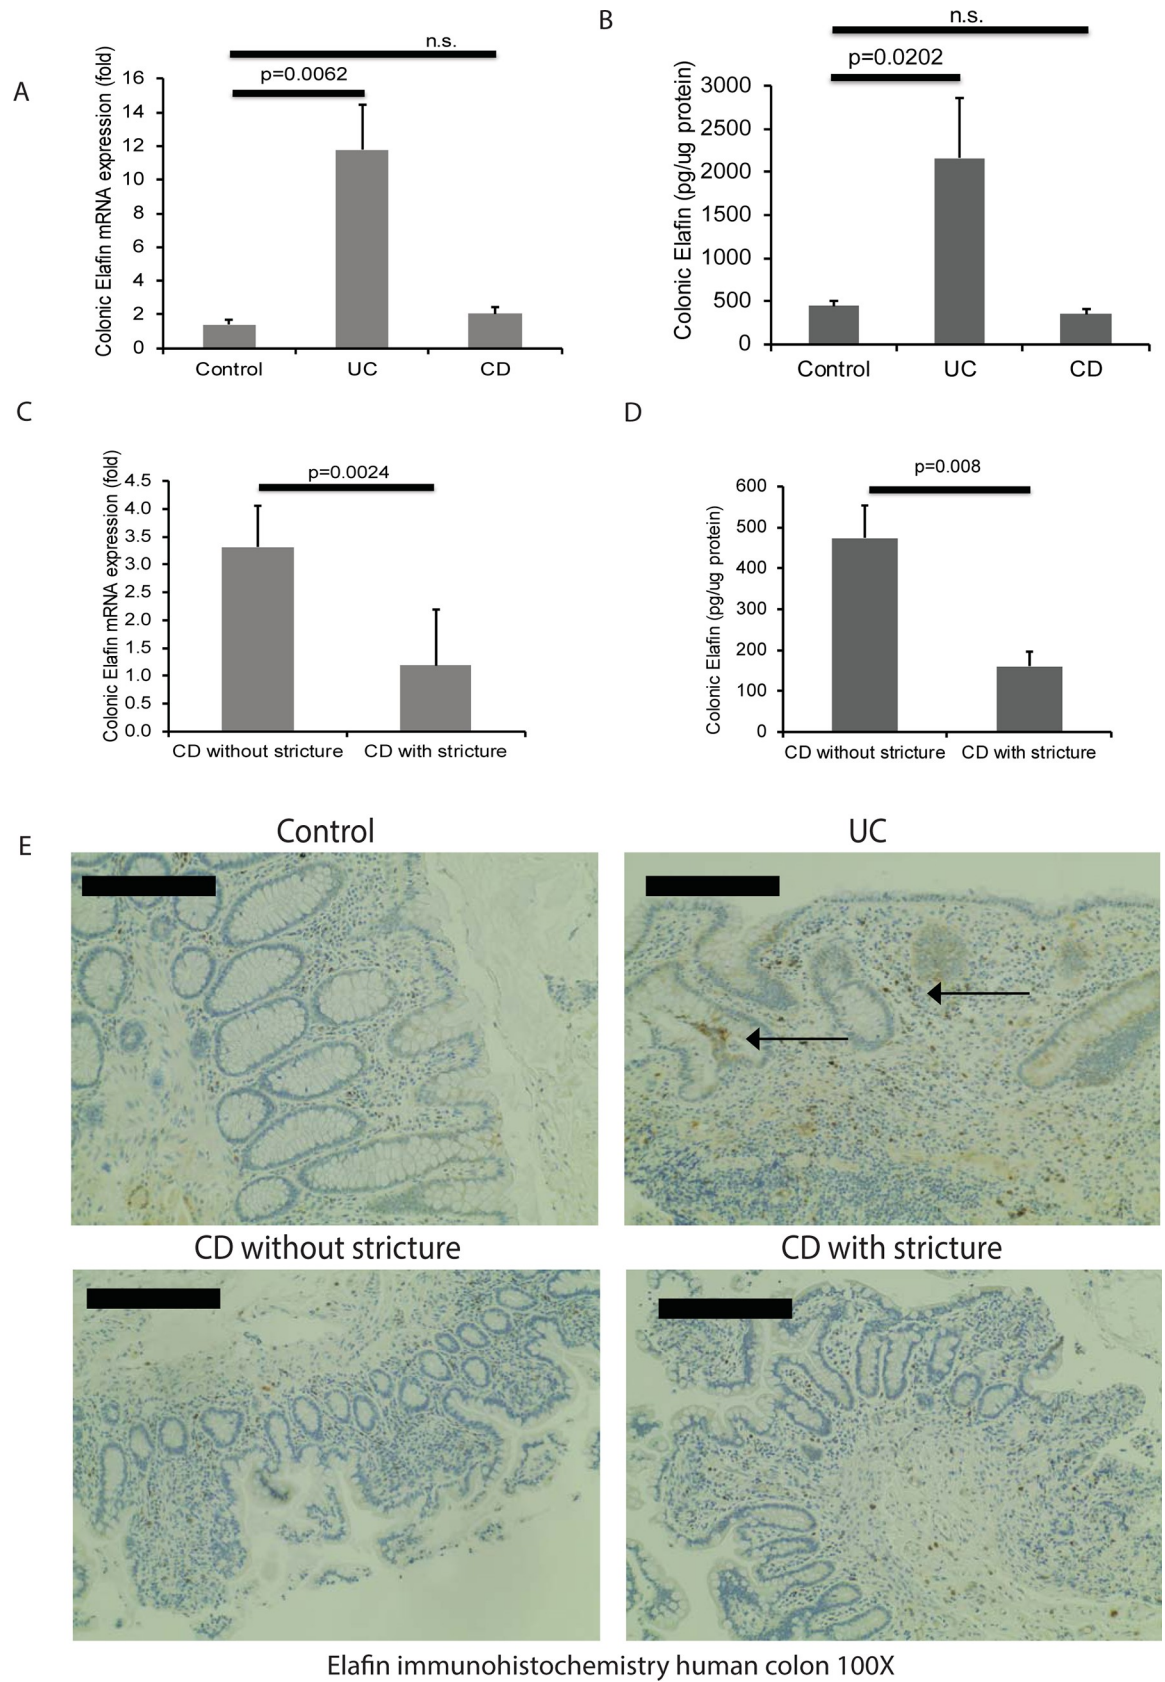 A
n.s.
p=0.0062
Colonic Elafin mRNA expression (fold)
16
14
12
10
8
6
4
2
0
Control UC CD
B
n.s.
p=0.0202
Colonic Elafin (pg/ug protein)
3000
2500
2000
1500
1000
500
0
Control UC CD
C
p=0.0024
Colonic Elafin mRNA expression (fold)
4.5
4.0
3.5
3.0
2.5
2.0
1.5
1.0
0.5
0.0
CD without stricture CD with stricture
D
p=0.008
Colonic Elafin (pg/ug protein)
600
500
400
300
200
100
0
CD without stricture CD with stricture
E
Control
UC
CD without stricture
CD with stricture
Elafin immunohistochemistry human colon 100X